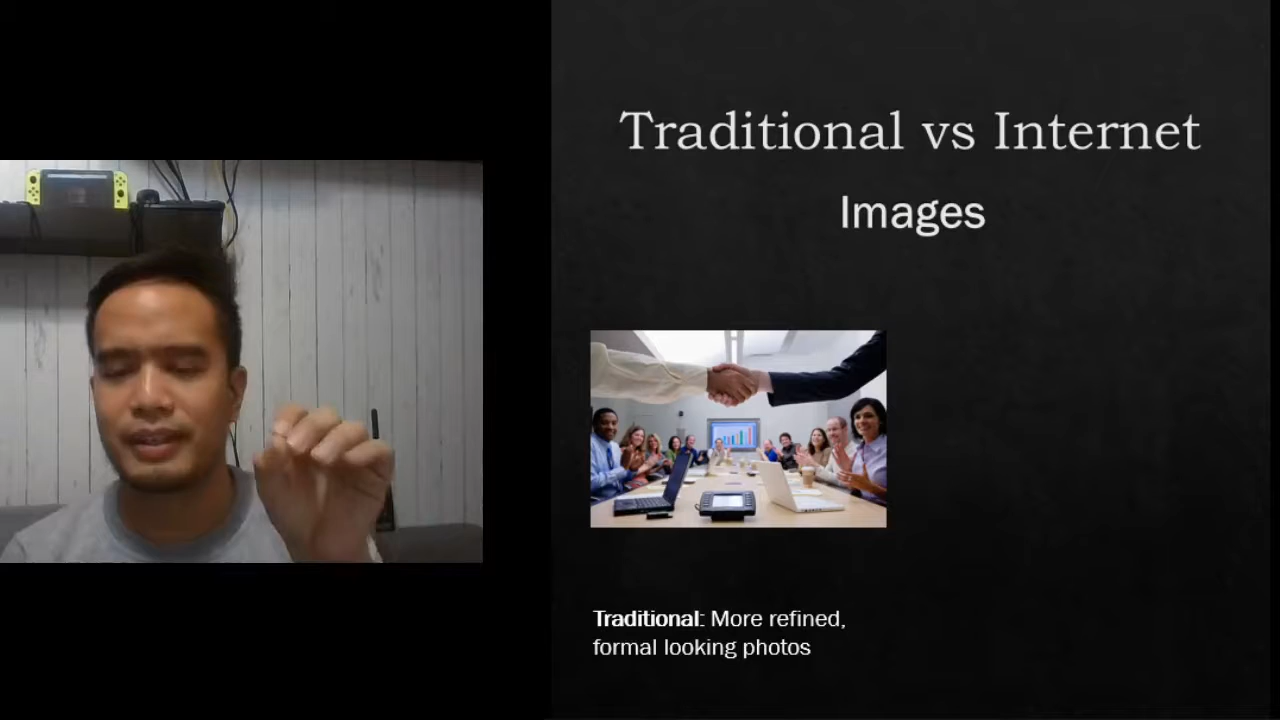 Traditional vs Internet
Images
Traditional: More refined,
formal looking photos